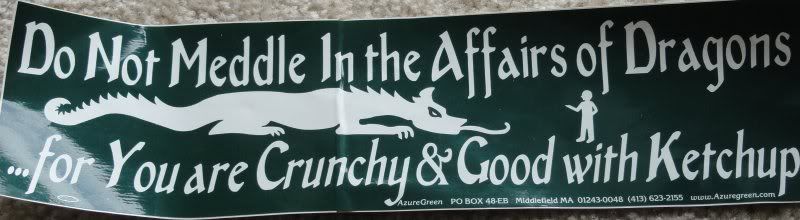 Do Not Meddle In the Affairs of Dragons
...for You are Crunchy & Good with Ketchup
AzureGreen PO BOX 48-EB Middlefield MA 01243-0048 (413) 623-2155 www.Azuregreen.com